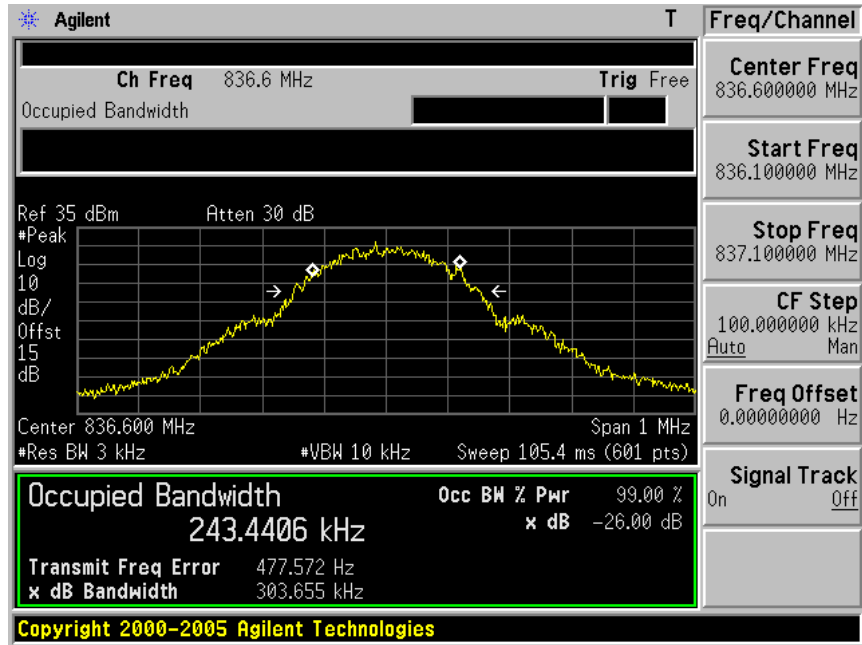 Agilent T Freq/Channel
Ch Freq 836.6 MHz Trig Free
Occupied Bandwidth
Center Freq
836.600000 MHz
Start Freq
836.100000 MHz
Stop Freq
837.100000 MHz
CF Step
100.000000 kHz
Auto Man
Freq Offset
0.00000000 Hz
Signal Track
On Off
Ref 35 dBm Atten 30 dB
#Peak
Log
10
dB/
Offst
15
dB
Center 836.600 MHz Span 1 MHz
#Res BW 3 kHz #VBW 10 kHz Sweep 105.4 ms (601 pts)
Occupied Bandwidth Occ BW % Pwr 99.00 %
243.4406 kHz x dB -26.00 dB
Transmit Freq Error 477.572 Hz
x dB Bandwidth 303.655 kHz
Copyright 2000-2005 Agilent Technologies